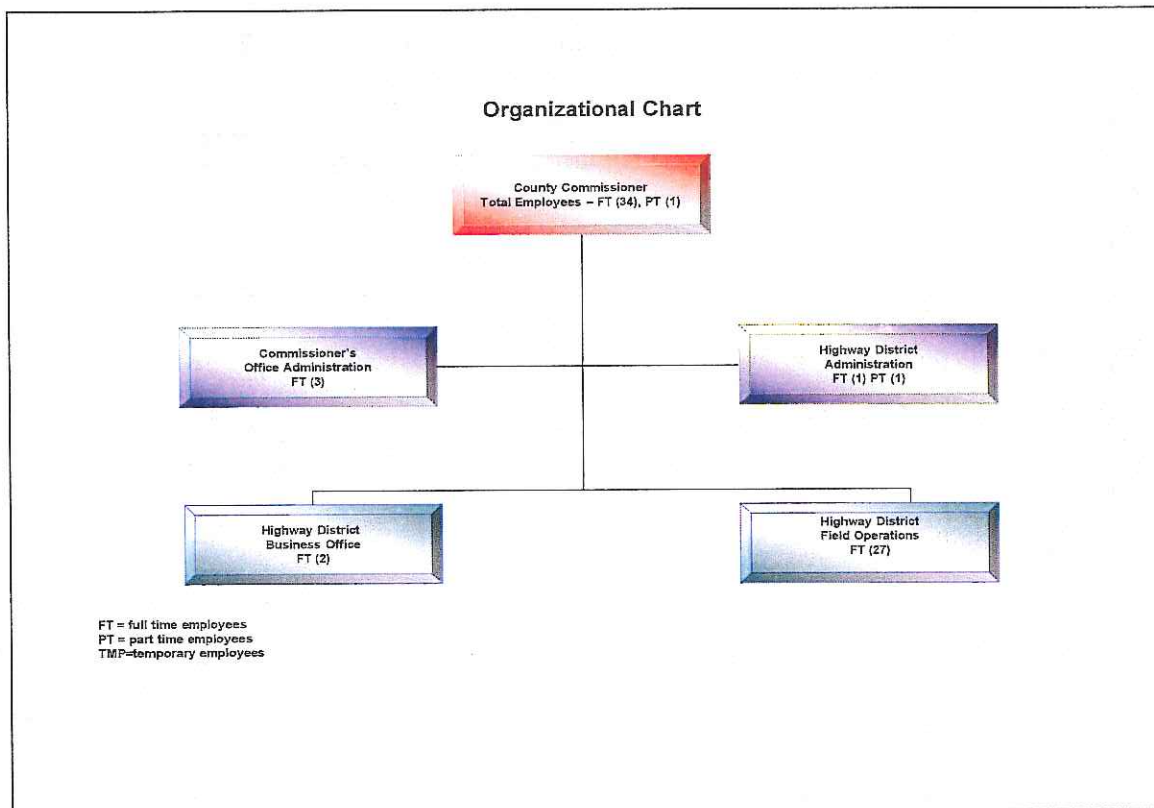 Organizational Chart
County Commissioner
Total Employees – FT (34), PT (1)
Commissioner's
Office Administration
FT (3)
Highway District
Administration
FT (1) PT (1)
Highway District
Business Office
FT (2)
Highway District
Field Operations
FT (27)
FT = full time employees
PT = part time employees
TMP=temporary employees